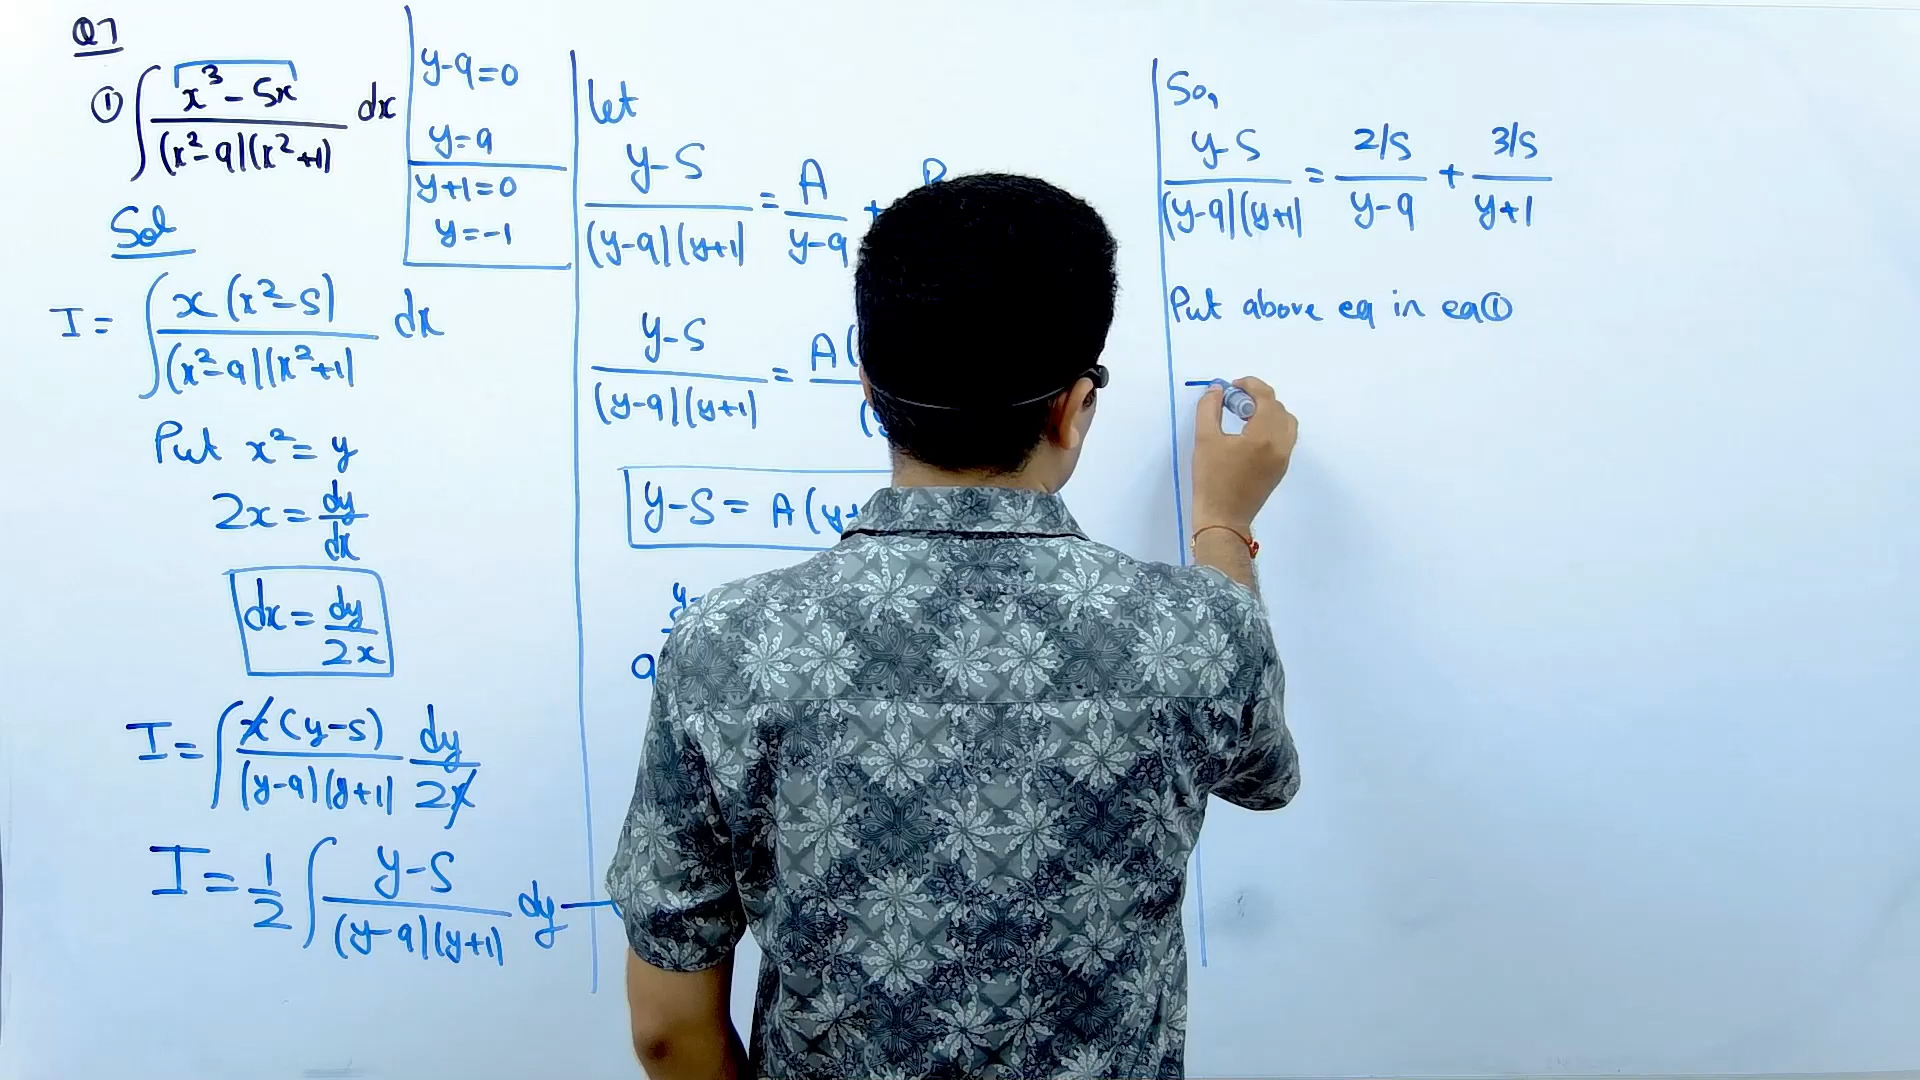 Q7
① ∫ x³ - 5x / (x²-9)(x²+1) dx
Sol
I = ∫ x(x²-5) / (x²-9)(x²+1) dx
Put x² = y
2x = dy/dx
dx = dy/2x
I = ∫ x(y-5) / (y-9)(y+1) dy/2x
I = 1/2 ∫ y-5 / (y-9)(y+1) dy —
y-9=0
y=9
y+1=0
y=-1
let
y-5 / (y-9)(y+1) = A / y-9 +
y-5 / (y-9)(y+1) = A(
y-5 = A(y+
So,
y-5 / (y-9)(y+1) = 2/5 / y-9 + 3/5 / y+1
Put above eq in eq①